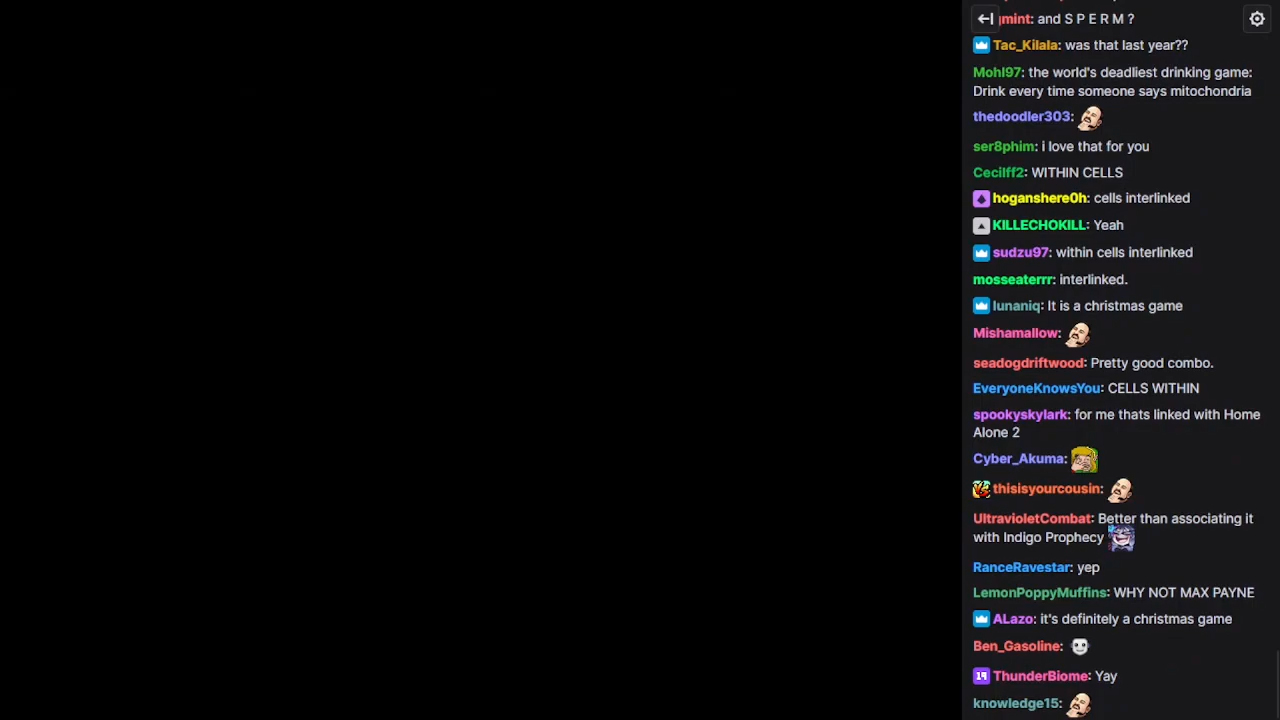 gmint: and S P E R M ?
Tac_Kilala: was that last year??
Mohl97: the world's deadliest drinking game:
Drink every time someone says mitochondria
thedoodler303:
ser8phim: i love that for you
Cecilff2: WITHIN CELLS
hoganshere0h: cells interlinked
KILLECHOKILL: Yeah
sudzu97: within cells interlinked
mosseaterrr: interlinked.
lunaniq: It is a christmas game
Mishamallow:
seadogdriftwood: Pretty good combo.
EveryoneKnowsYou: CELLS WITHIN
spookyskylark: for me thats linked with Home
Alone 2
Cyber_Akuma:
thisisyourcousin:
UltravioletCombat: Better than associating it
with Indigo Prophecy
RanceRavestar: yep
LemonPoppyMuffins: WHY NOT MAX PAYNE
ALazo: it's definitely a christmas game
Ben_Gasoline:
ThunderBiome: Yay
knowledge15: